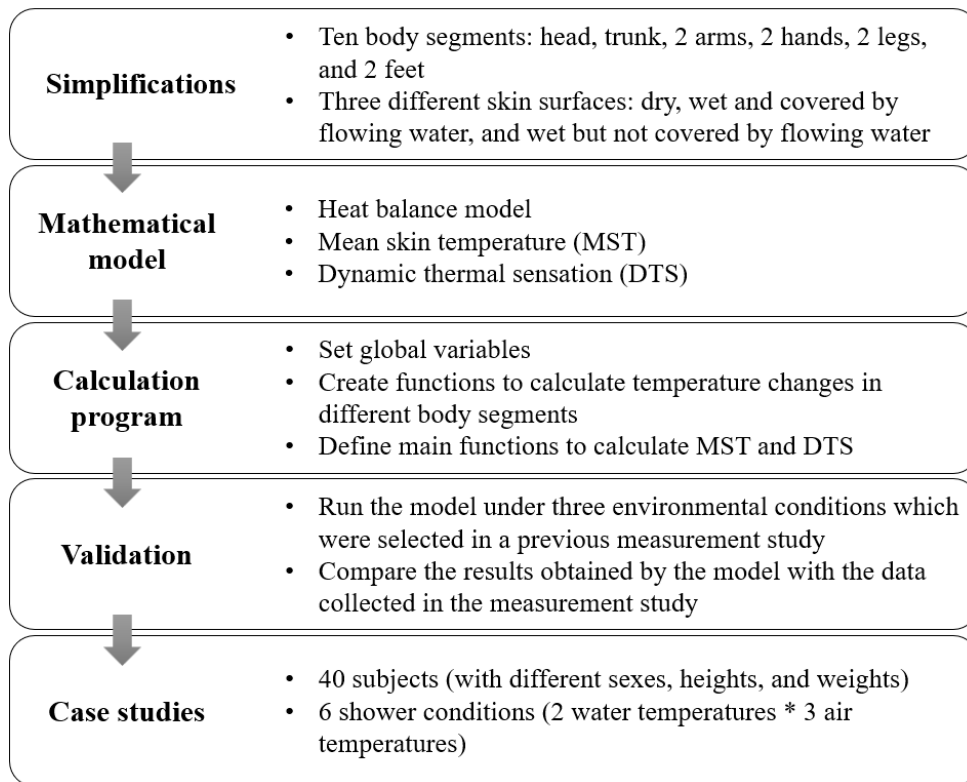 Simplifications
• Ten body segments: head, trunk, 2 arms, 2 hands, 2 legs,
and 2 feet
• Three different skin surfaces: dry, wet and covered by
flowing water, and wet but not covered by flowing water
Mathematical
model
• Heat balance model
• Mean skin temperature (MST)
• Dynamic thermal sensation (DTS)
Calculation
program
• Set global variables
• Create functions to calculate temperature changes in
different body segments
• Define main functions to calculate MST and DTS
Validation
• Run the model under three environmental conditions which
were selected in a previous measurement study
• Compare the results obtained by the model with the data
collected in the measurement study
Case studies
• 40 subjects (with different sexes, heights, and weights)
• 6 shower conditions (2 water temperatures * 3 air
temperatures)